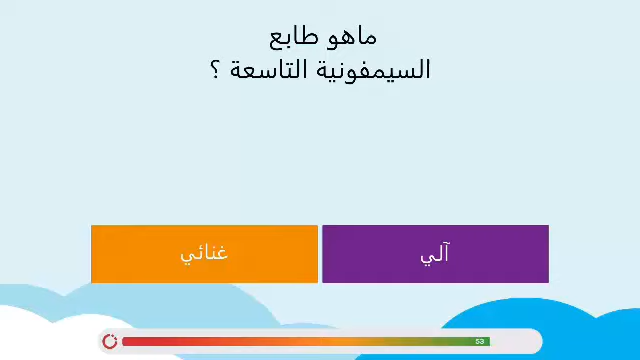 ماهو طابع
السيمفونية التاسعة ؟
آلي
غنائي
53